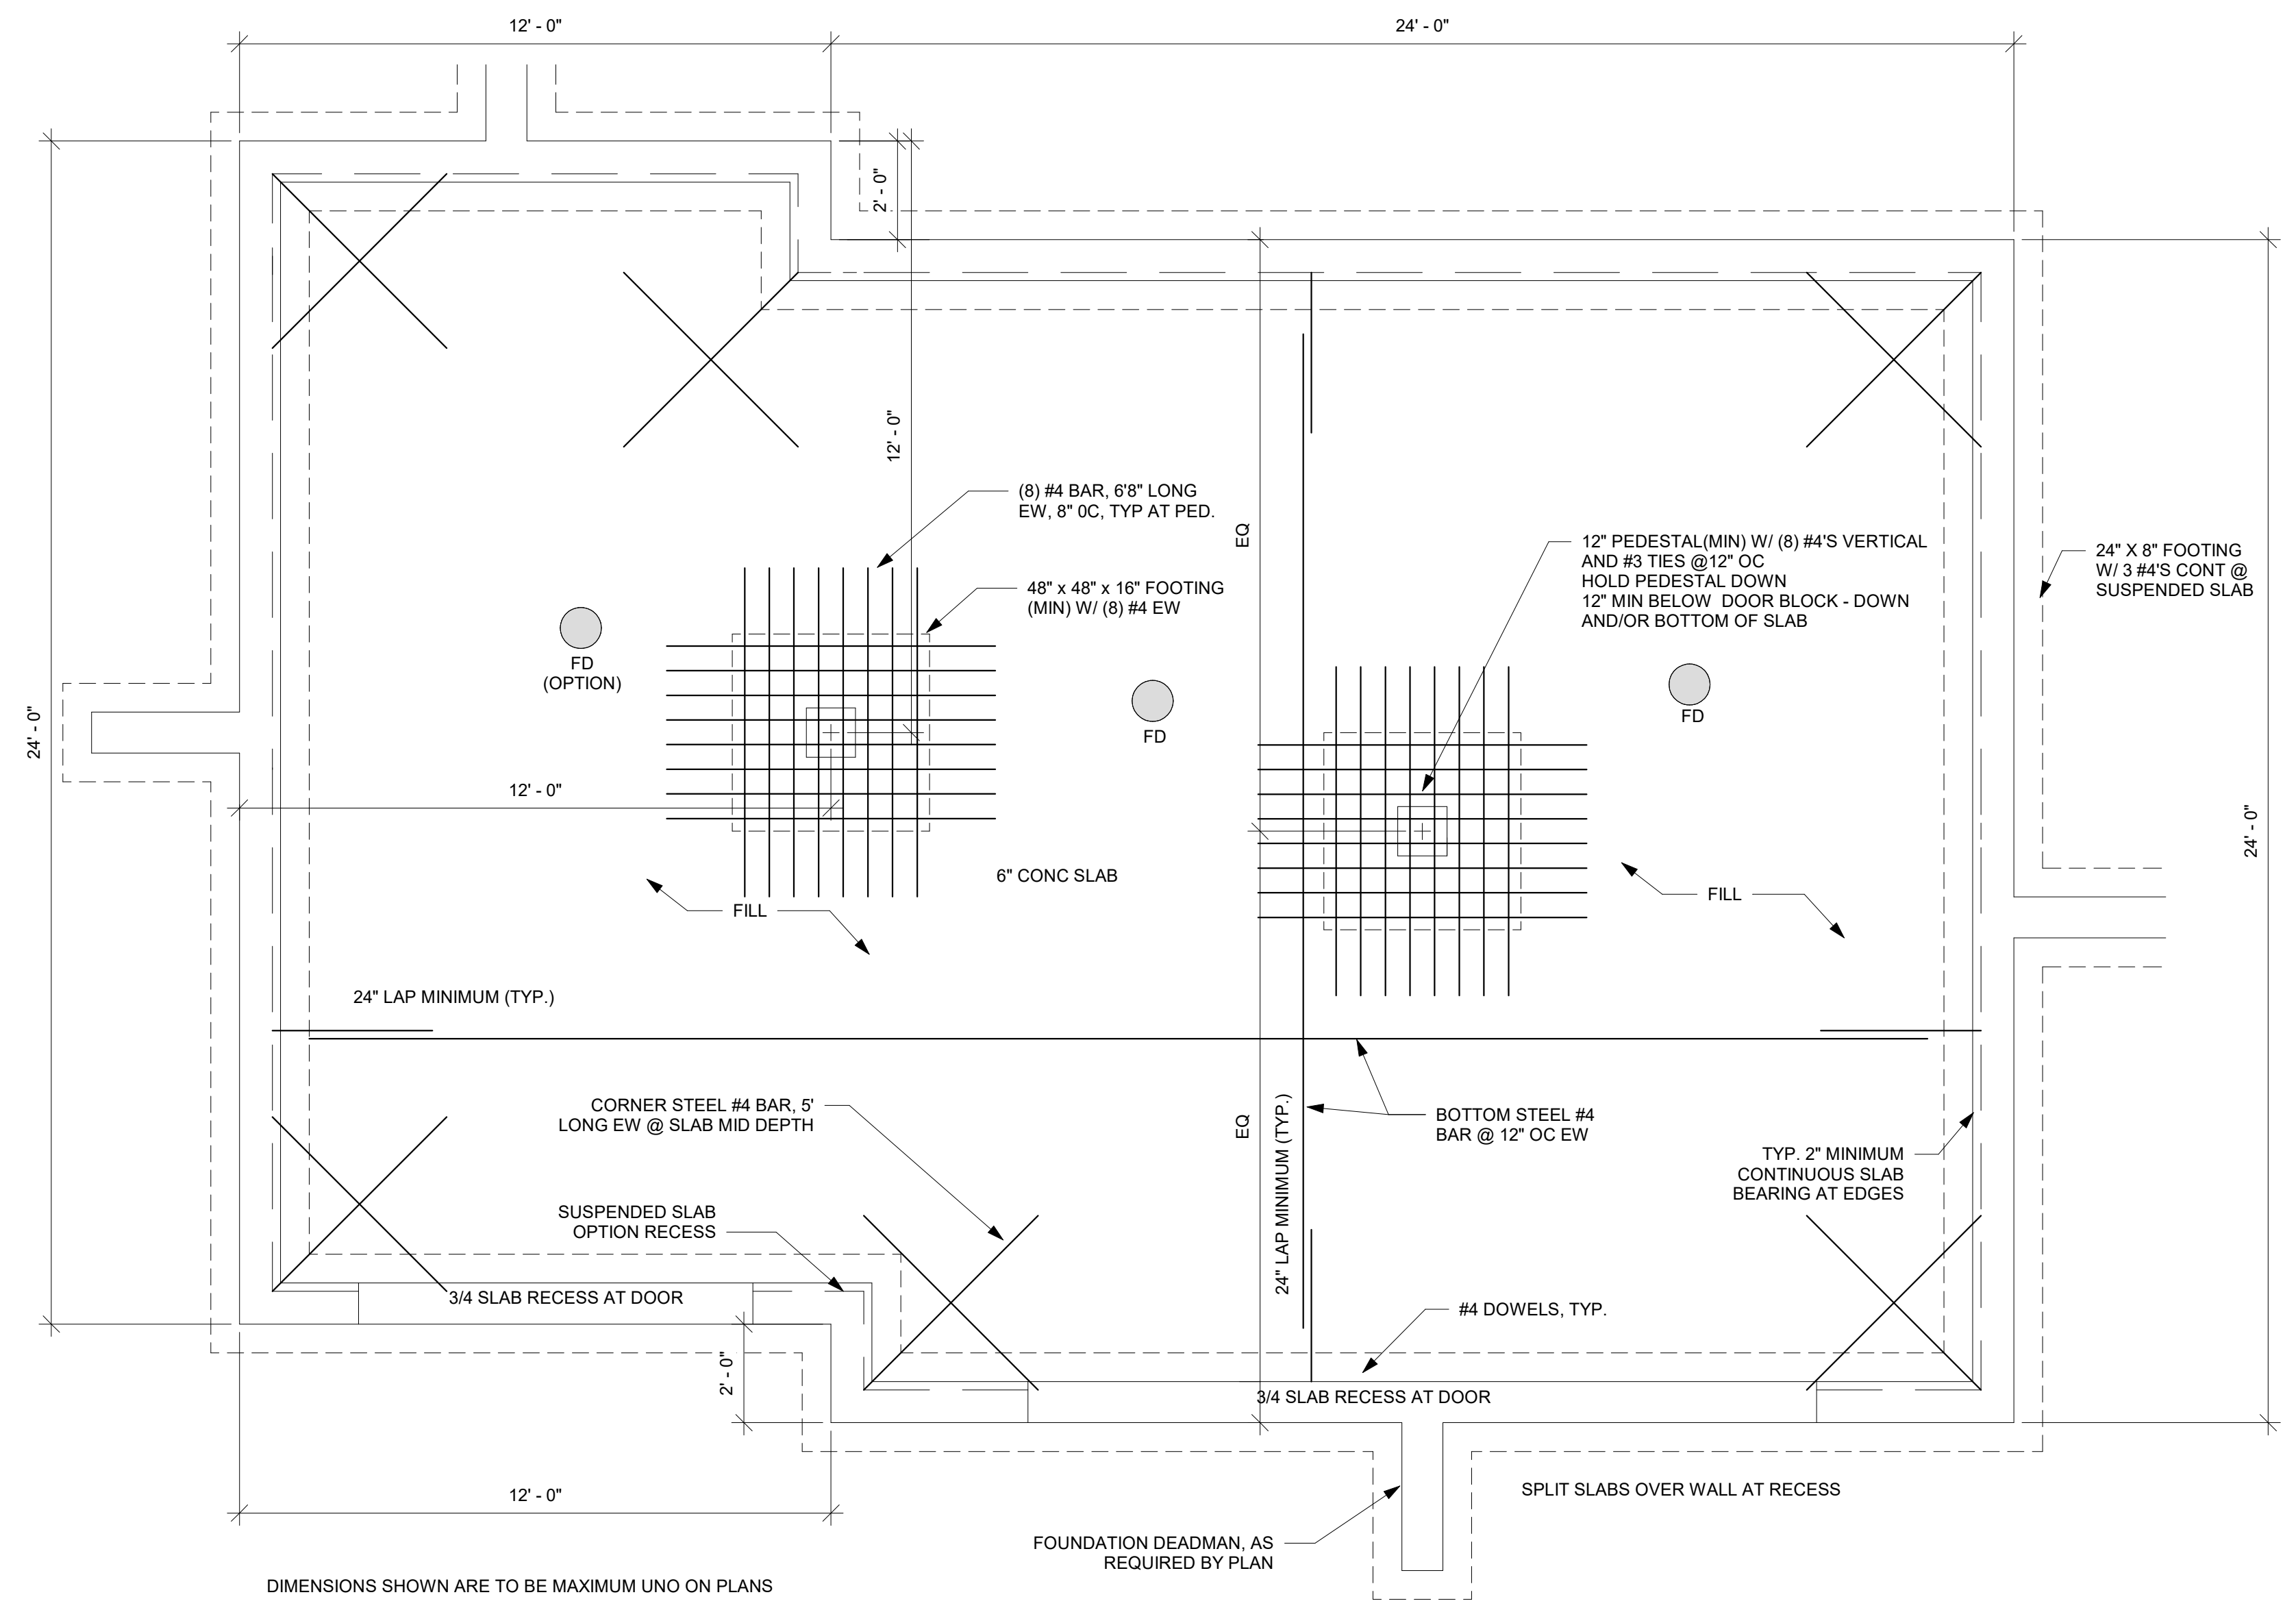 12' - 0"
24' - 0"
2' - 0"
12' - 0"
(8) #4 BAR, 6'8" LONG
EW, 8" 0C, TYP AT PED.
EQ
12" PEDESTAL(MIN) W/ (8) #4'S VERTICAL
AND #3 TIES @12" OC
HOLD PEDESTAL DOWN
12" MIN BELOW DOOR BLOCK - DOWN
AND/OR BOTTOM OF SLAB
24" X 8" FOOTING
W/ 3 #4'S CONT @
SUSPENDED SLAB
48" x 48" x 16" FOOTING
(MIN) W/ (8) #4 EW
FD
(OPTION)
FD
FD
24' - 0"
12' - 0"
24' - 0"
6" CONC SLAB
FILL
FILL
24" LAP MINIMUM (TYP.)
CORNER STEEL #4 BAR, 5'
LONG EW @ SLAB MID DEPTH
EQ
24" LAP MINIMUM (TYP.)
BOTTOM STEEL #4
BAR @ 12" OC EW
TYP. 2" MINIMUM
CONTINUOUS SLAB
BEARING AT EDGES
SUSPENDED SLAB
OPTION RECESS
3/4 SLAB RECESS AT DOOR
#4 DOWELS, TYP.
2' - 0"
3/4 SLAB RECESS AT DOOR
12' - 0"
SPLIT SLABS OVER WALL AT RECESS
FOUNDATION DEADMAN, AS
REQUIRED BY PLAN
DIMENSIONS SHOWN ARE TO BE MAXIMUM UNO ON PLANS